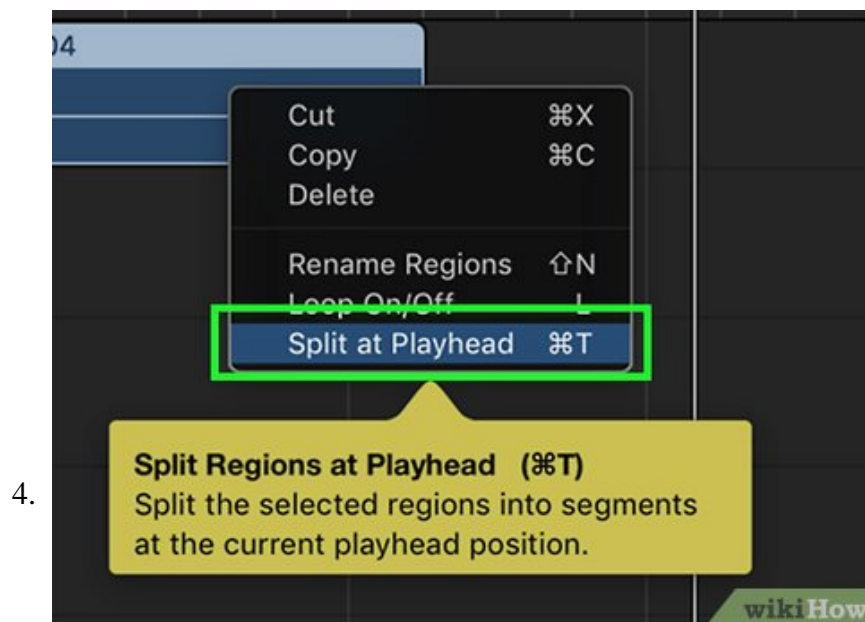 04
Cut ⌘X
Copy ⌘C
Delete
Rename Regions ⇧N
Loop On/Off L
Split at Playhead ⌘T
Split Regions at Playhead (⌘T)
Split the selected regions into segments
at the current playhead position.
4.
wikiHow